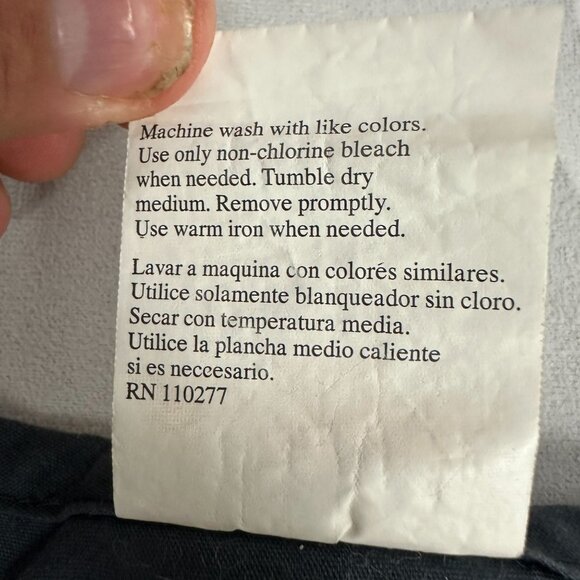 Machine wash with like colors.
Use only non-chlorine bleach
when needed. Tumble dry
medium. Remove promptly.
Use warm iron when needed.
Lavar a maquina con colorés similares.
Utilice solamente blanqueador sin cloro.
Secar con temperatura media.
Utilice la plancha medio caliente
si es neccesario.
RN 110277